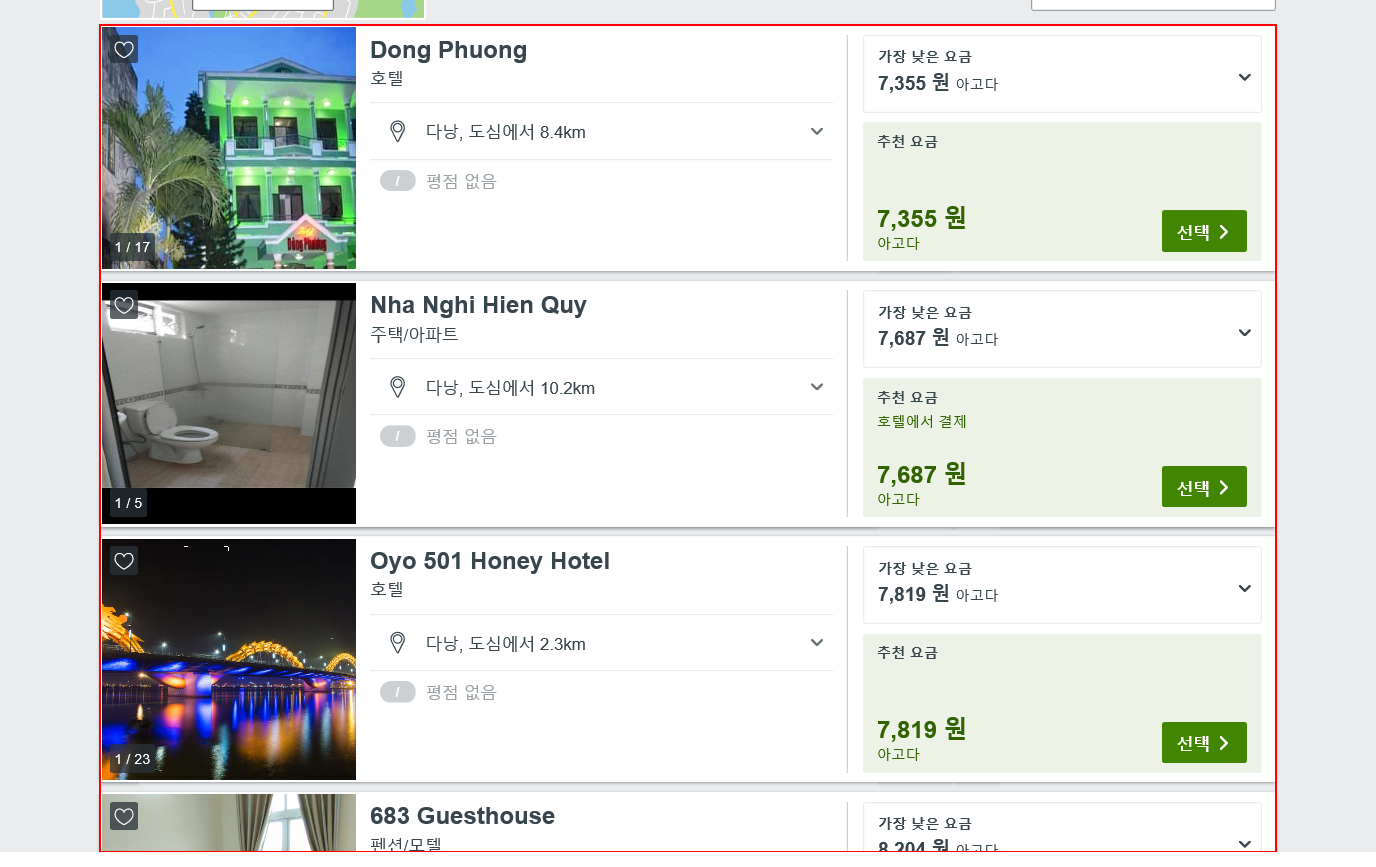 Dong Phuong
호텔
다낭, 도심에서 8.4km
/ 평점 없음
1 / 17
Đông Phương
가장 낮은 요금
7,355 원 아고다
추천 요금
7,355 원
아고다
선택
Nha Nghi Hien Quy
주택/아파트
다낭, 도심에서 10.2km
/ 평점 없음
1 / 5
가장 낮은 요금
7,687 원 아고다
추천 요금
호텔에서 결제
7,687 원
아고다
선택
Oyo 501 Honey Hotel
호텔
다낭, 도심에서 2.3km
/ 평점 없음
1 / 23
가장 낮은 요금
7,819 원 아고다
추천 요금
7,819 원
아고다
선택
683 Guesthouse
펜션/모텔
가장 낮은 요금
8,204 원 아고다